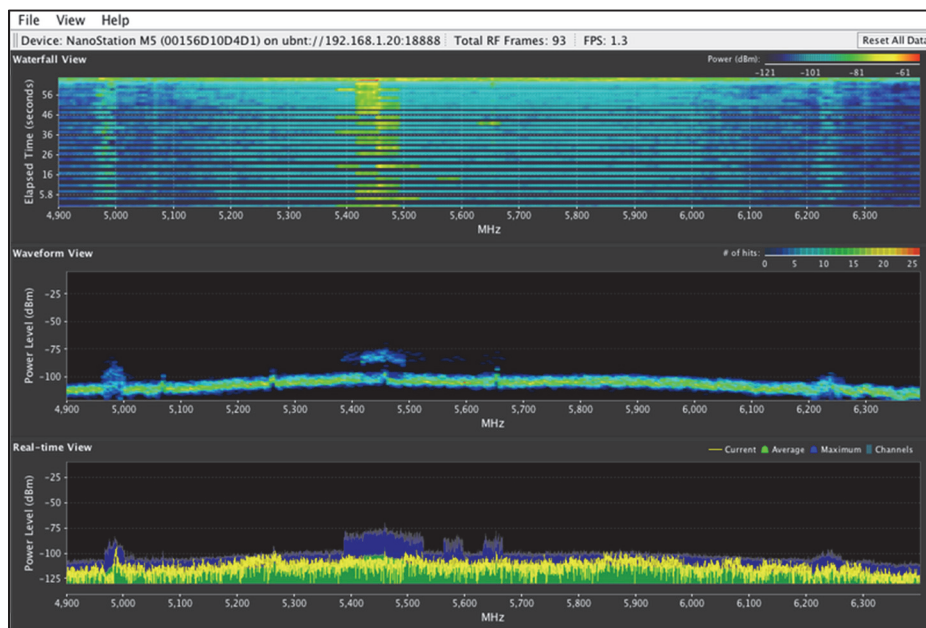 File View Help
Device: NanoStation M5 (00156D10D4D1) on ubnt://192.168.1.20:18888 Total RF Frames: 93 FPS: 1.3 Reset All Data
Waterfall View Power (dBm): -121 -101 -81 -61
Elapsed Time (seconds)
56
46
36
26
16
5.8
4,900 5,000 5,100 5,200 5,300 5,400 5,500 5,600 5,700 5,800 5,900 6,000 6,100 6,200 6,300
MHz
Waveform View # of hits: 0 5 10 15 20 25
Power Level (dBm)
-25
-50
-75
-100
4,900 5,000 5,100 5,200 5,300 5,400 5,500 5,600 5,700 5,800 5,900 6,000 6,100 6,200 6,300
MHz
Real-time View Current Average Maximum Channels
Power Level (dBm)
-25
-50
-75
-100
-125
4,900 5,000 5,100 5,200 5,300 5,400 5,500 5,600 5,700 5,800 5,900 6,000 6,100 6,200 6,300
MHz